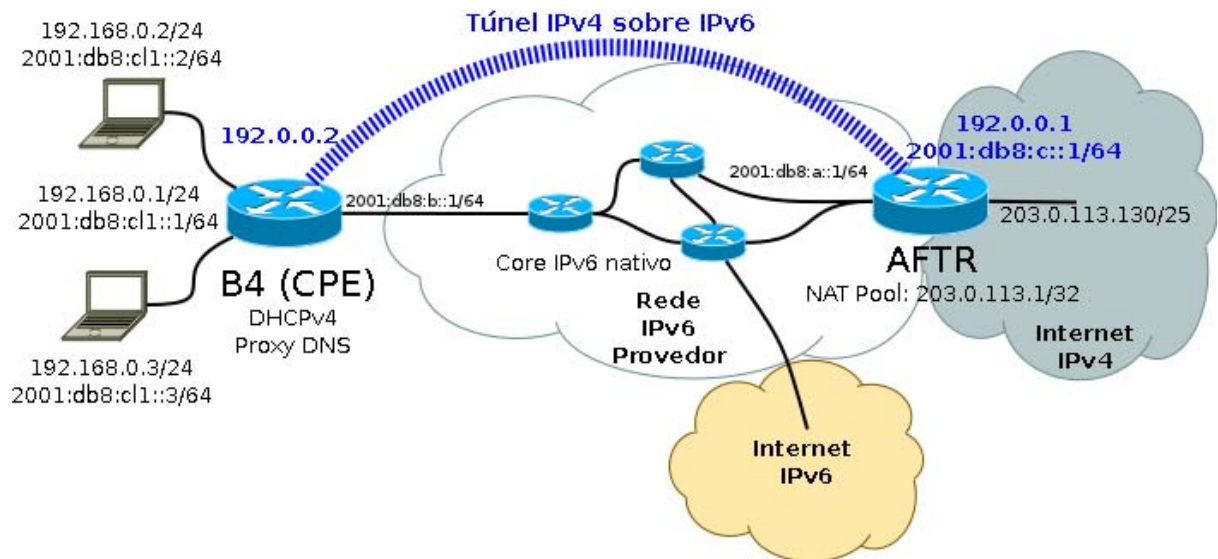 Túnel IPv4 sobre IPv6
192.168.0.2/24
2001:db8:cl1::2/64
192.0.0.2
192.0.0.1
2001:db8:c::1/64
192.168.0.1/24
2001:db8:cl1::1/64
2001:db8:b::1/64
2001:db8:a::1/64
203.0.113.130/25
B4 (CPE)
DHCPv4
Proxy DNS
Core IPv6 nativo
AFTR
NAT Pool: 203.0.113.1/32
Rede
IPv6
Provedor
Internet
IPv4
192.168.0.3/24
2001:db8:cl1::3/64
Internet
IPv6